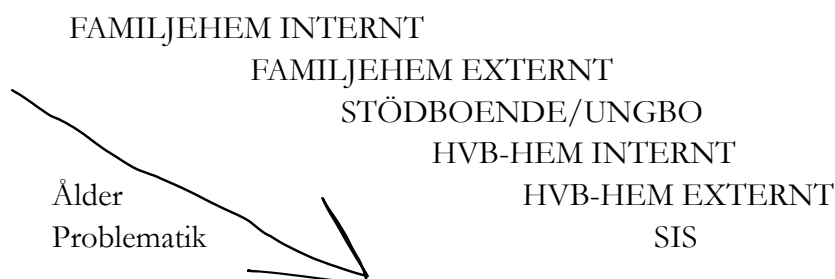 FAMILJEHEM INTERNT
FAMILJEHEM EXTERNT
STÖDBOENDE/UNGBO
HVB-HEM INTERNT
Ålder HVB-HEM EXTERNT
Problematik SIS